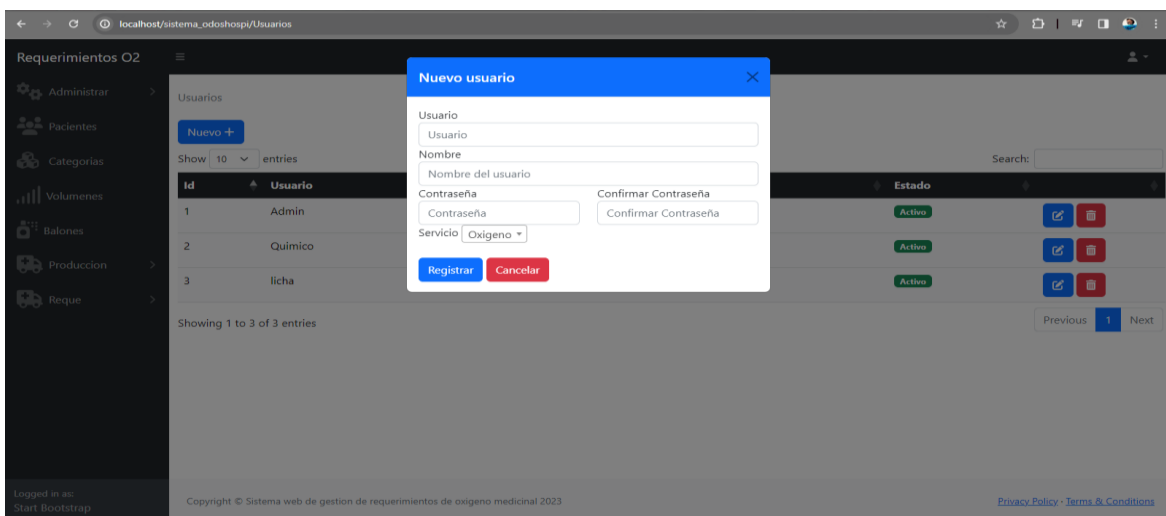 localhost/sistema_odoshospi/Usuarios
Requerimientos O2
Administrar
Pacientes
Categorias
Volumenes
Balones
Produccion
Reque
Logged in as:
Start Bootstrap
Usuarios
Nuevo +
Show 10 entries
Search:
Id Usuario Estado
1 Admin Activo
2 Quimico Activo
3 licha Activo
Showing 1 to 3 of 3 entries
Previous 1 Next
Nuevo usuario
Usuario
Usuario
Nombre
Nombre del usuario
Contraseña Confirmar Contraseña
Contraseña Confirmar Contraseña
Servicio Oxigeno
Registrar Cancelar
Copyright © Sistema web de gestion de requerimientos de oxigeno medicinal 2023
Privacy Policy · Terms & Conditions